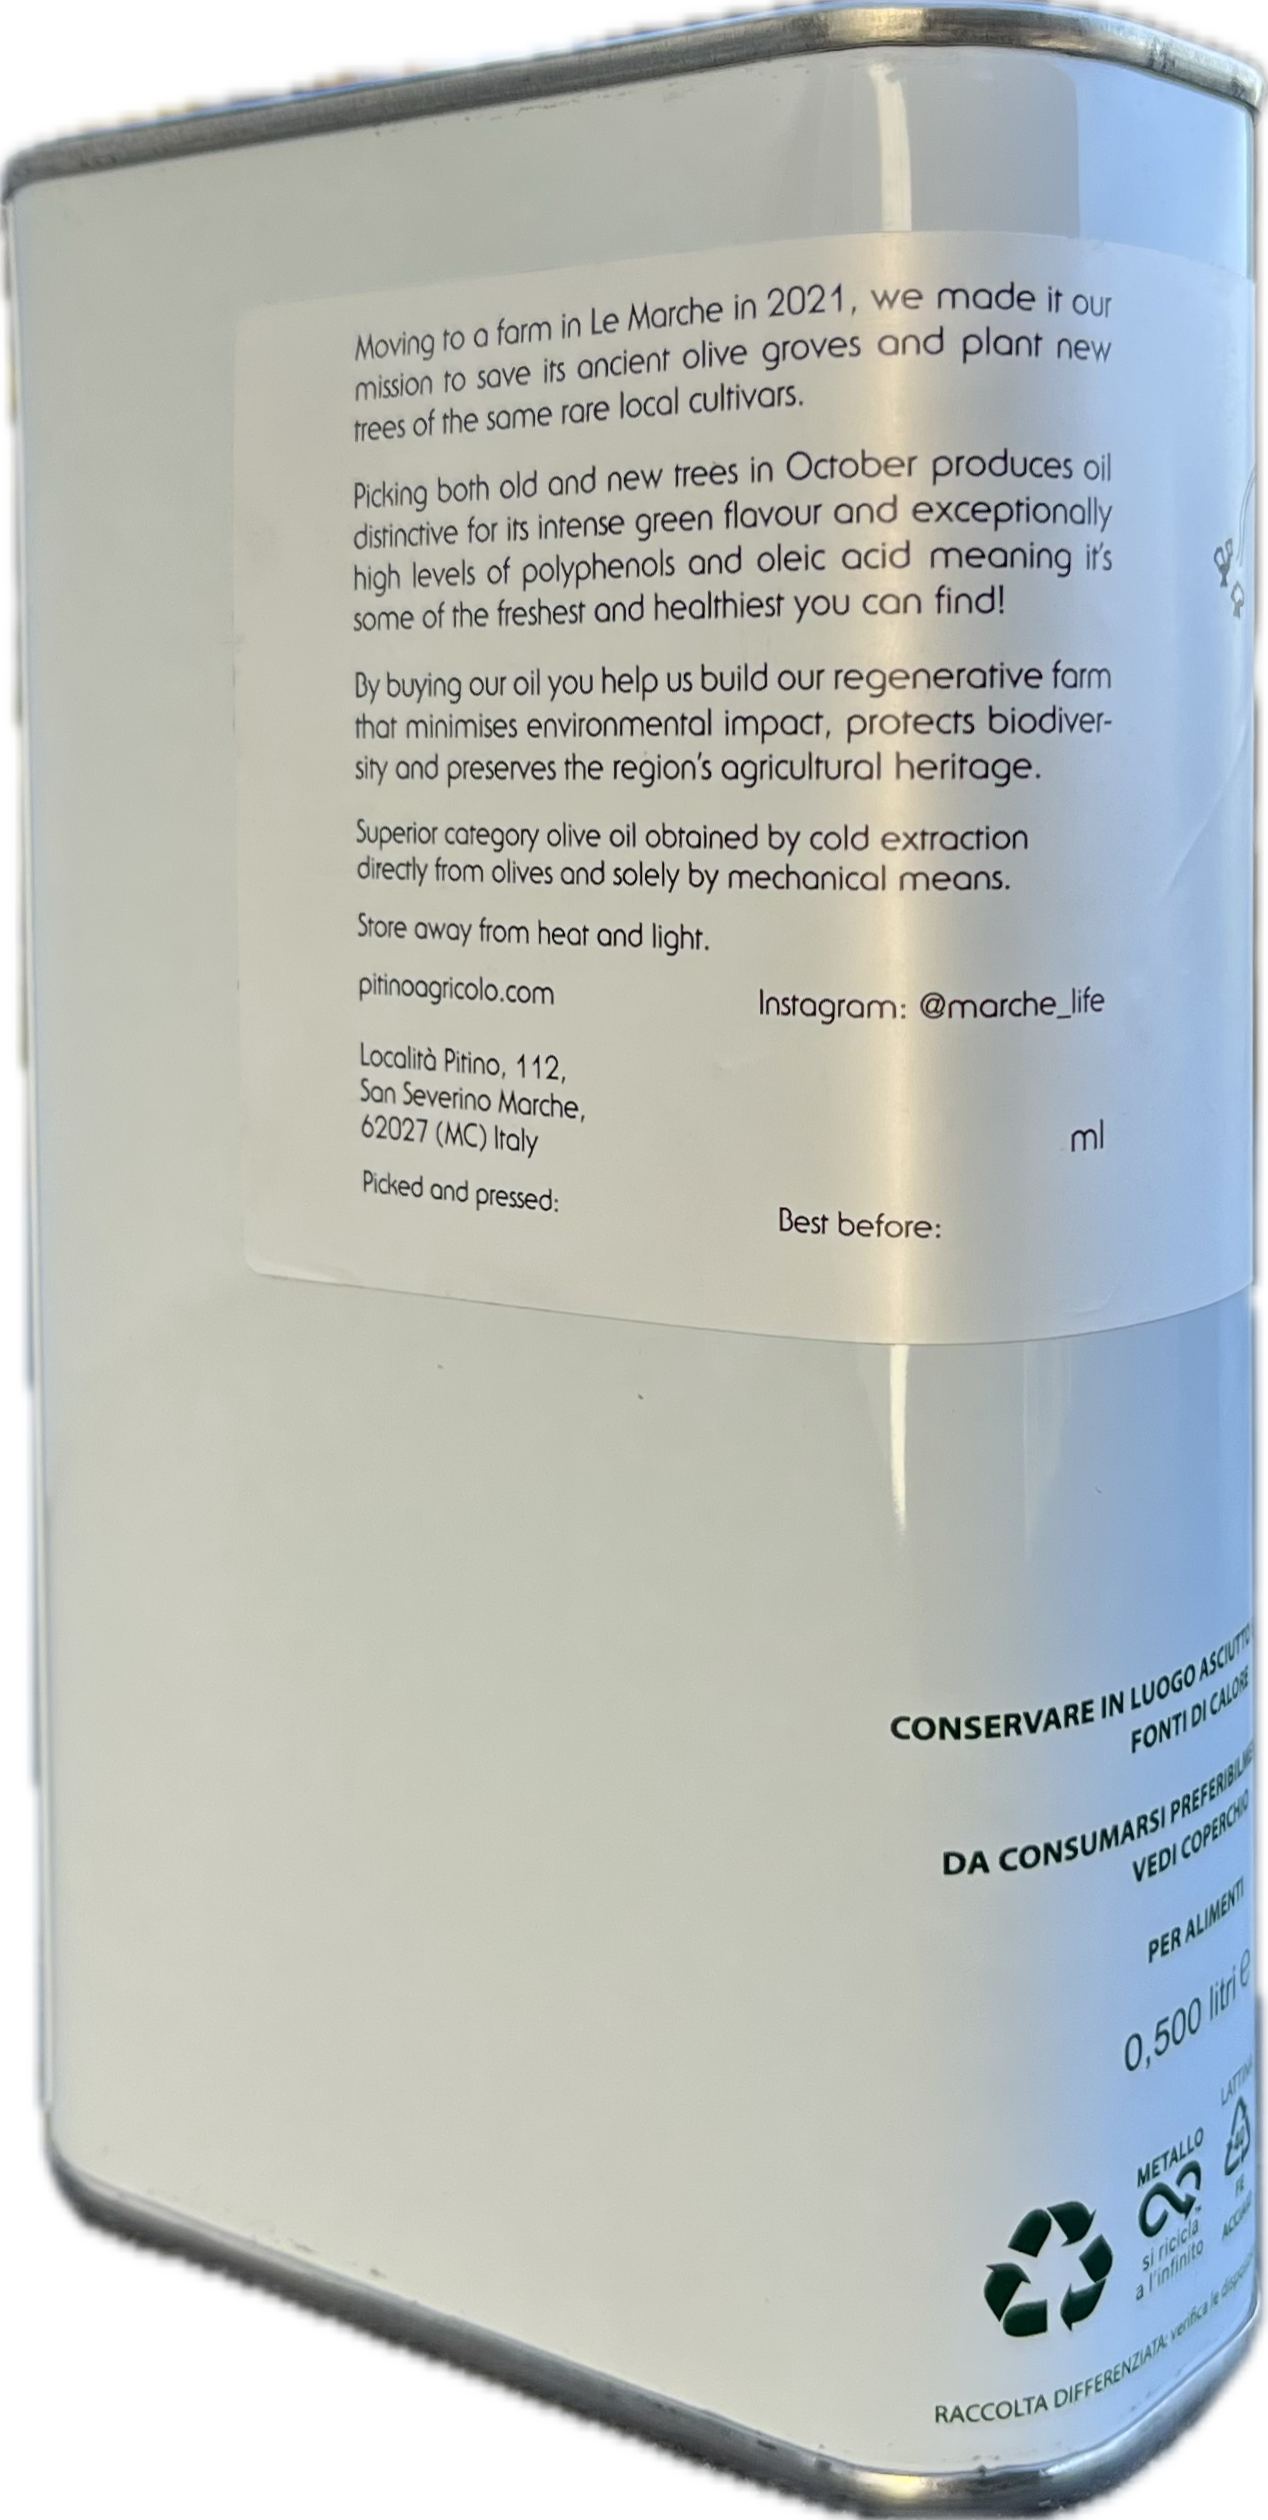 Moving to a farm in Le Marche in 2021, we made it our
mission to save its ancient olive groves and plant new
trees of the same rare local cultivars.
Picking both old and new trees in October produces oil
distinctive for its intense green flavour and exceptionally
high levels of polyphenols and oleic acid meaning it's
some of the freshest and healthiest you can find!
By buying our oil you help us build our regenerative farm
that minimises environmental impact, protects biodiver-
sity and preserves the region's agricultural heritage.
Superior category olive oil obtained by cold extraction
directly from olives and solely by mechanical means.
Store away from heat and light.
pitinoagricolo.com
Instagram: @marche_life
Località Pitino, 112,
San Severino Marche,
62027 (MC) Italy
ml
Picked and pressed:
Best before:
CONSERVARE IN LUOGO ASCIUTTO
FONTI DI CALORE
DA CONSUMARSI
VEDI COPERCHIO
PER ALIMENTI
0,500 litri e
METALLO
si ricicla™
a l'infinito
40
FE
RACCOLTA DIFFERENZIATA: verifica le